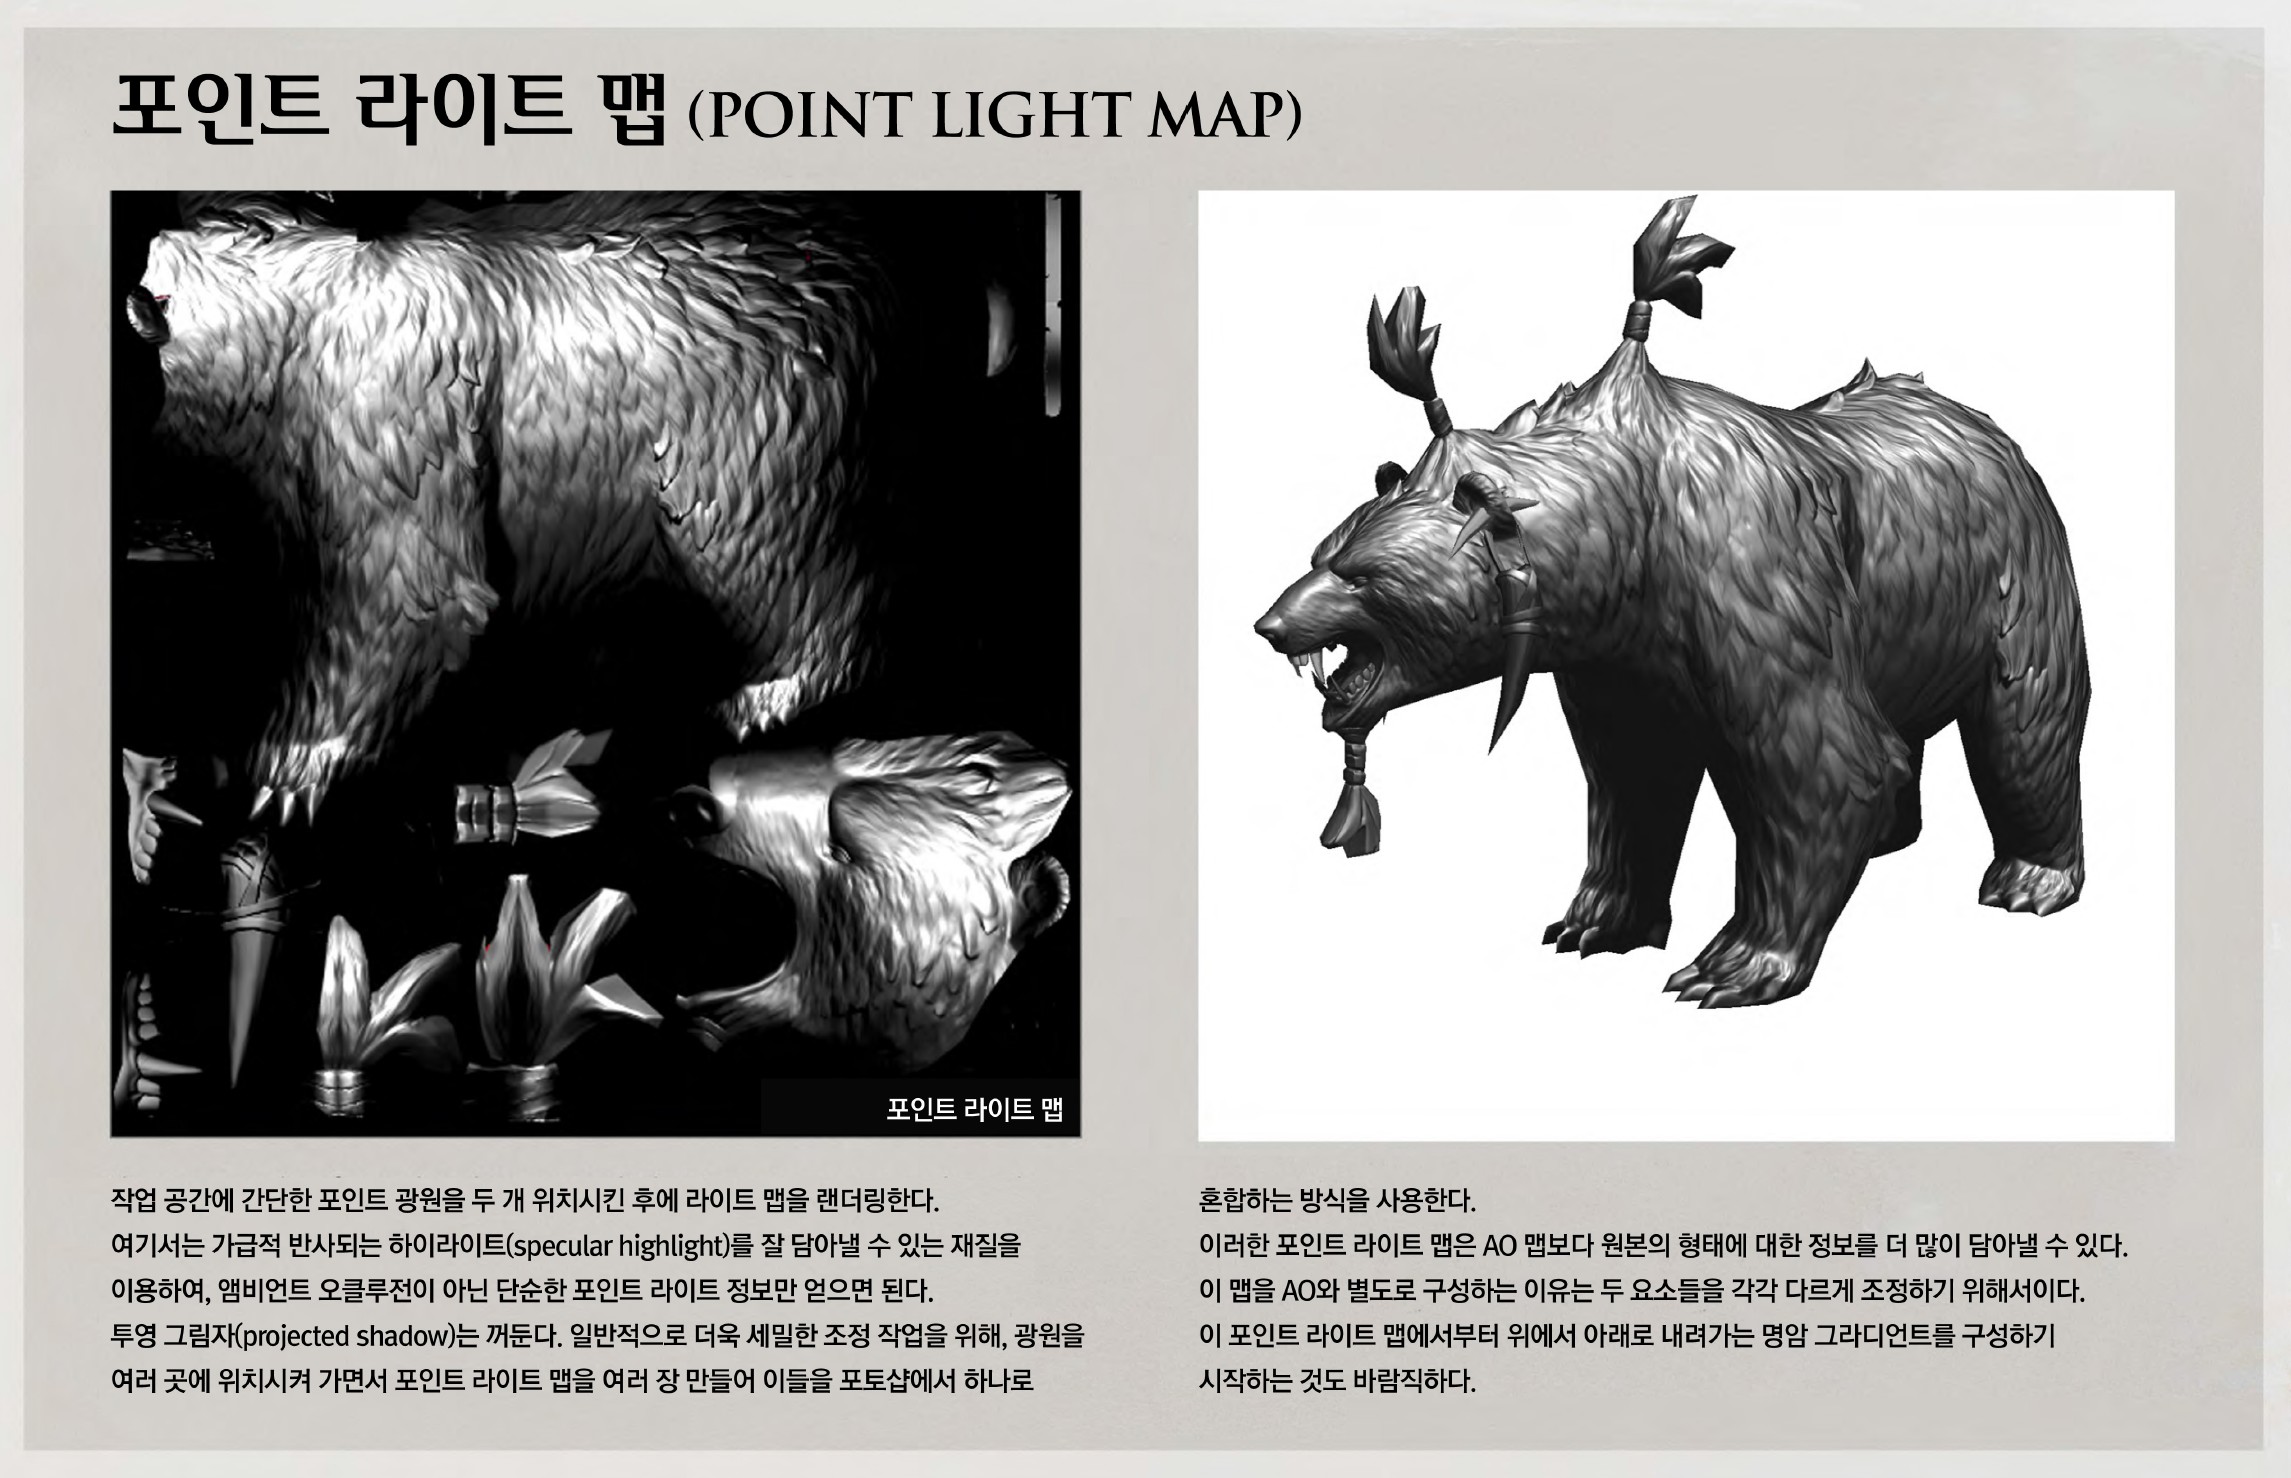 포인트 라이트 맵 (POINT LIGHT MAP)
포인트 라이트 맵
작업 공간에 간단한 포인트 광원을 두 개 위치시킨 후에 라이트 맵을 랜더링한다.
여기서는 가급적 반사되는 하이라이트(specular highlight)를 잘 담아낼 수 있는 재질을
이용하여, 앰비언트 오클루전이 아닌 단순한 포인트 라이트 정보만 얻으면 된다.
투영 그림자(projected shadow)는 꺼둔다. 일반적으로 더욱 세밀한 조정 작업을 위해, 광원을
여러 곳에 위치시켜 가면서 포인트 라이트 맵을 여러 장 만들어 이들을 포토샵에서 하나로
혼합하는 방식을 사용한다.
이러한 포인트 라이트 맵은 AO 맵보다 원본의 형태에 대한 정보를 더 많이 담아낼 수 있다.
이 맵을 AO와 별도로 구성하는 이유는 두 요소들을 각각 다르게 조정하기 위해서이다.
이 포인트 라이트 맵에서부터 위에서 아래로 내려가는 명암 그라디언트를 구성하기
시작하는 것도 바람직하다.